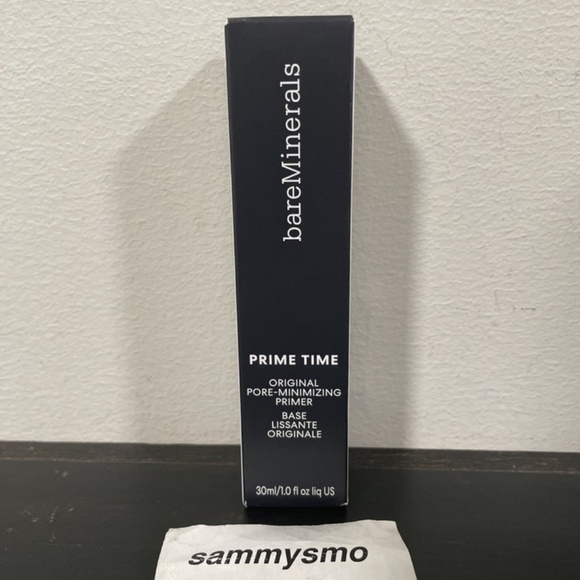 bareMinerals
PRIME TIME
ORIGINAL
PORE-MINIMIZING
PRIMER
BASE
LISSANTE
ORIGINALE
30ml/1.0 fl oz liq US
sammysmo